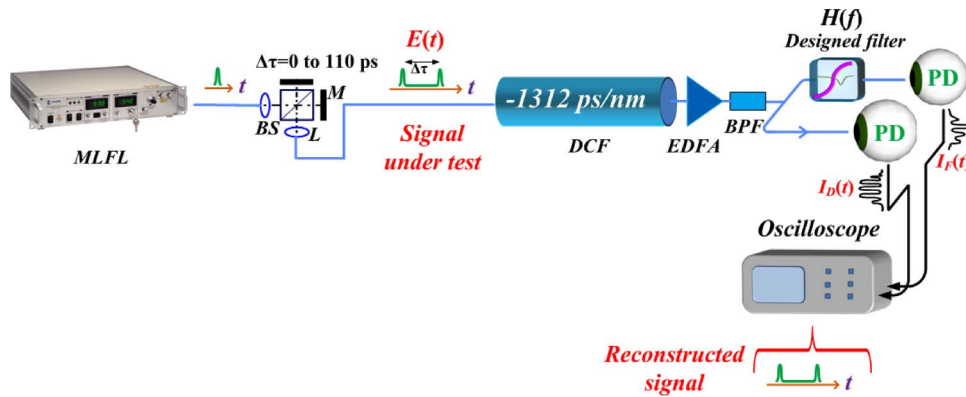 H(f)
Designed filter
E(t)
Δτ=0 to 110 ps
t
Δτ
t
M
PD
BS
L
-1312 ps/nm
BPF
PD
MLFL
Signal
under test
DCF
EDFA
I_F(t)
I_D(t)
Oscilloscope
Reconstructed
signal
t